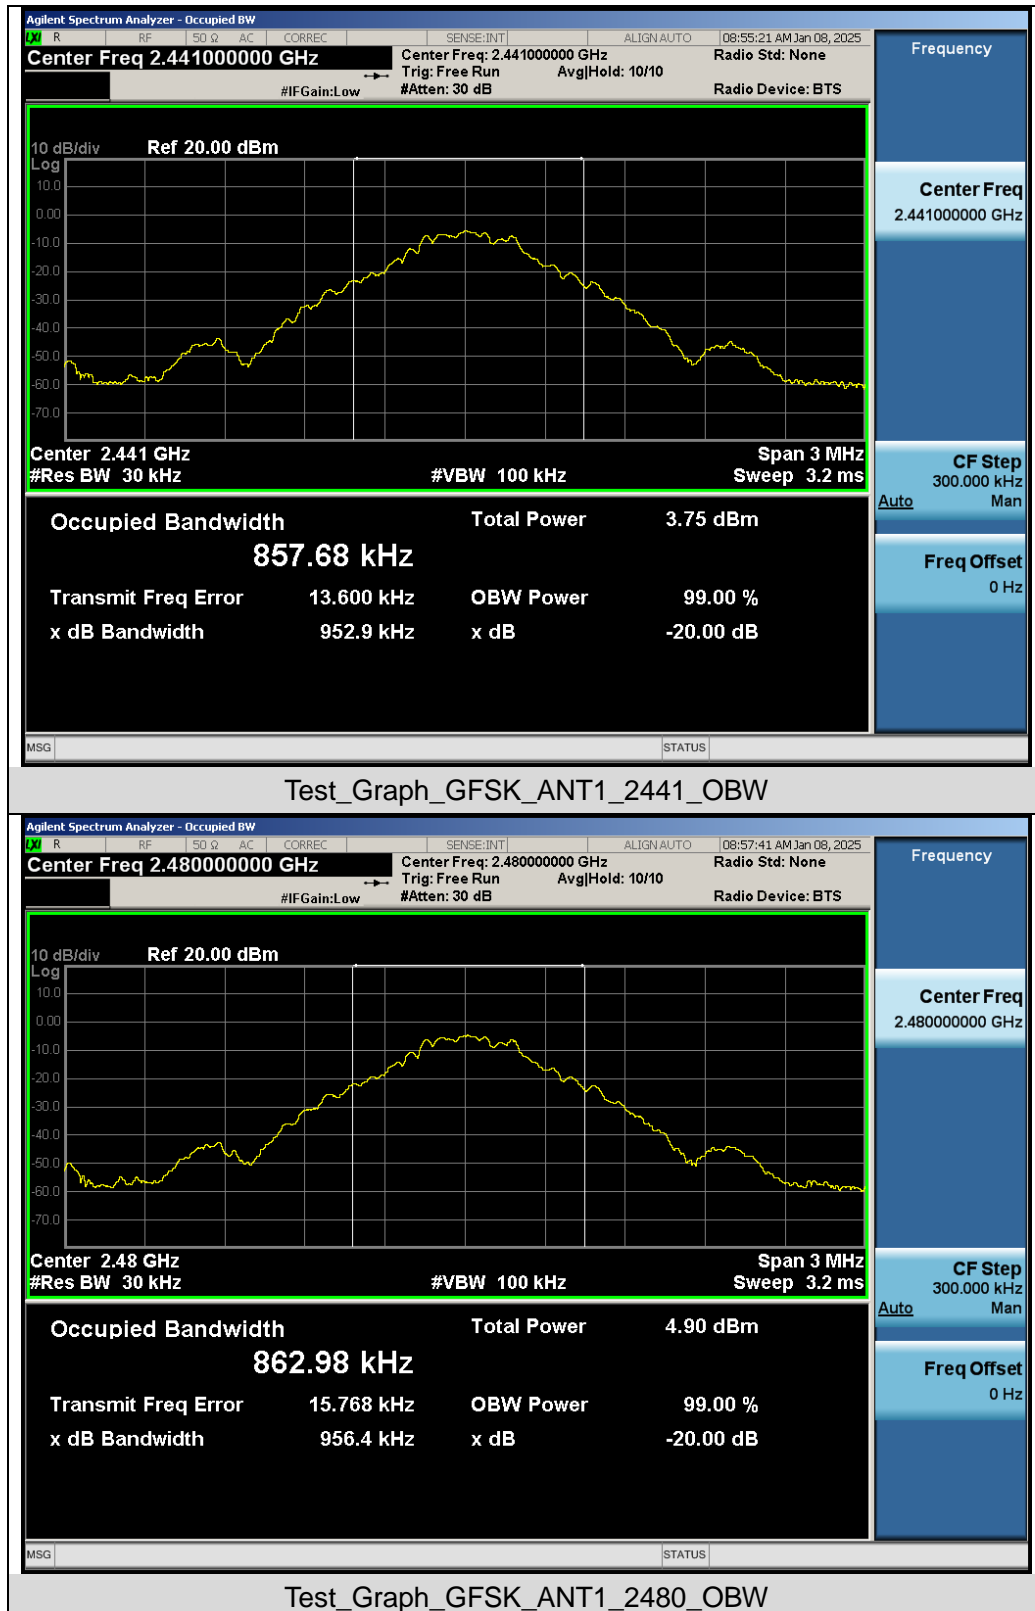 Agilent Spectrum Analyzer - Occupied BW
LXI R RF 50 Ω AC CORREC SENSE:INT ALIGN AUTO 08:55:21 AM Jan 08, 2025
Center Freq 2.441000000 GHz Center Freq: 2.441000000 GHz Radio Std: None Frequency
Trig: Free Run Avg|Hold: 10/10
#IFGain:Low #Atten: 30 dB Radio Device: BTS
10 dB/div Ref 20.00 dBm
Log
10.0
0.00
-10.0
-20.0
-30.0
-40.0
-50.0
-60.0
-70.0
Center Freq
2.441000000 GHz
Center 2.441 GHz Span 3 MHz
#Res BW 30 kHz #VBW 100 kHz Sweep 3.2 ms
CF Step
300.000 kHz
Auto Man
Occupied Bandwidth Total Power 3.75 dBm
857.68 kHz
Freq Offset
0 Hz
Transmit Freq Error 13.600 kHz OBW Power 99.00 %
x dB Bandwidth 952.9 kHz x dB -20.00 dB
MSG STATUS
Test_Graph_GFSK_ANT1_2441_OBW
Agilent Spectrum Analyzer - Occupied BW
LXI R RF 50 Ω AC CORREC SENSE:INT ALIGN AUTO 08:57:41 AM Jan 08, 2025
Center Freq 2.480000000 GHz Center Freq: 2.480000000 GHz Radio Std: None Frequency
Trig: Free Run Avg|Hold: 10/10
#IFGain:Low #Atten: 30 dB Radio Device: BTS
10 dB/div Ref 20.00 dBm
Log
10.0
0.00
-10.0
-20.0
-30.0
-40.0
-50.0
-60.0
-70.0
Center Freq
2.480000000 GHz
Center 2.48 GHz Span 3 MHz
#Res BW 30 kHz #VBW 100 kHz Sweep 3.2 ms
CF Step
300.000 kHz
Auto Man
Occupied Bandwidth Total Power 4.90 dBm
862.98 kHz
Freq Offset
0 Hz
Transmit Freq Error 15.768 kHz OBW Power 99.00 %
x dB Bandwidth 956.4 kHz x dB -20.00 dB
MSG STATUS
Test_Graph_GFSK_ANT1_2480_OBW